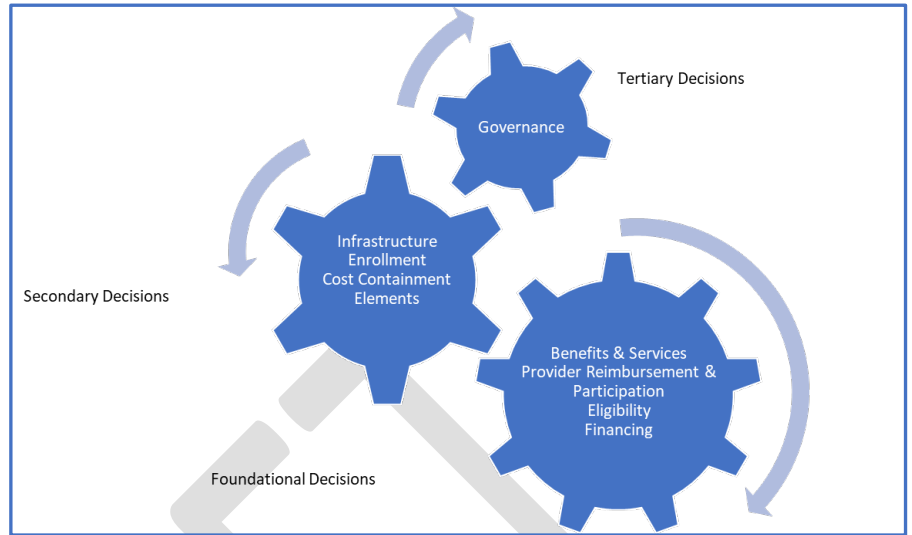 Tertiary Decisions
Governance
Infrastructure
Enrollment
Cost Containment
Elements
Secondary Decisions
Benefits & Services
Provider Reimbursement &
Participation
Eligibility
Financing
Foundational Decisions